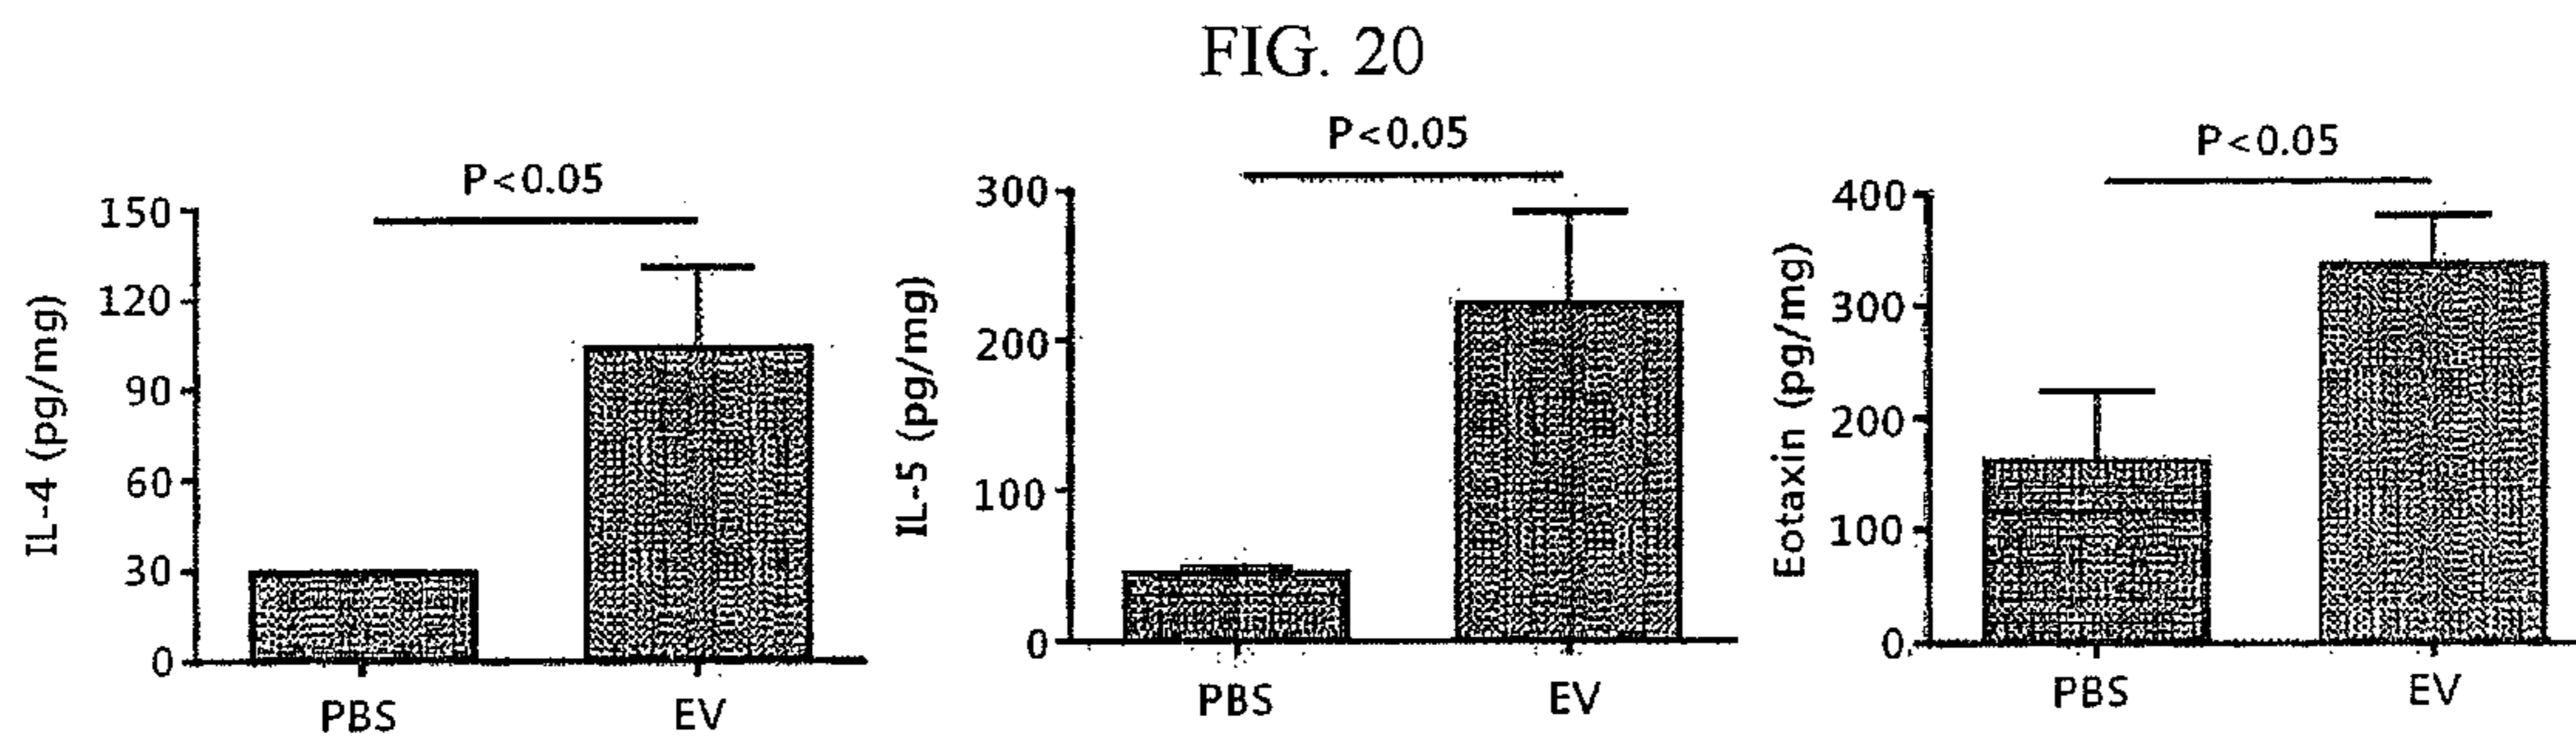 FIG. 20
P<0.05
150
120
90
60
30
0
IL-4 (pg/mg)
PBS
EV
P<0.05
300
200
100
0
IL-5 (pg/mg)
PBS
EV
P<0.05
400
300
200
100
0
Eotaxin (pg/mg)
PBS
EV